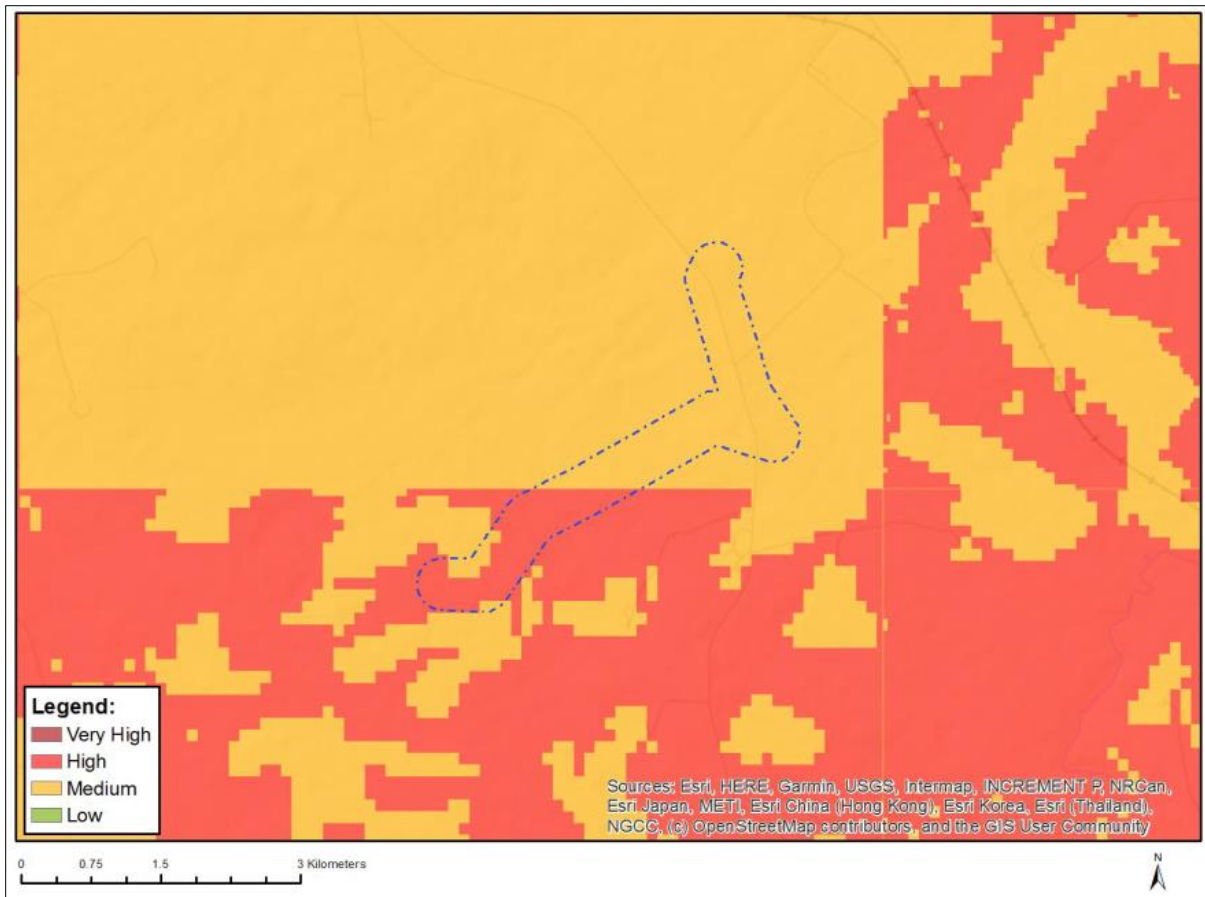 Legend:
Very High
High
Medium
Low
Sources: Esri, HERE, Garmin, USGS, Intermap, INCREMENT P, NRCan,
Esri Japan, METI, Esri China (Hong Kong), Esri Korea, Esri (Thailand),
NGCC, (c) OpenStreetMap contributors, and the GIS User Community
0 0.75 1.5 3 Kilometers
N